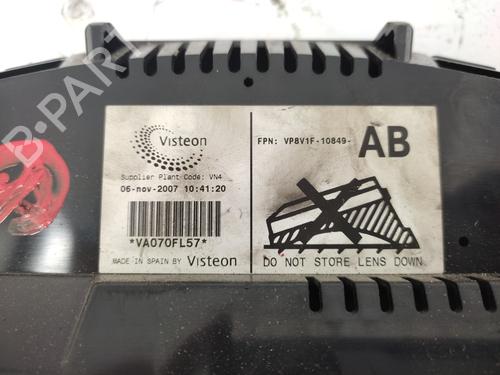 Visteon
Supplier Plant Code: VN4
06-nov-2007 10:41:20
*VA070FL57*
MADE IN SPAIN BY Visteon
FPN: VP8V1F-10849- AB
DO NOT STORE LENS DOWN
B-PARTS